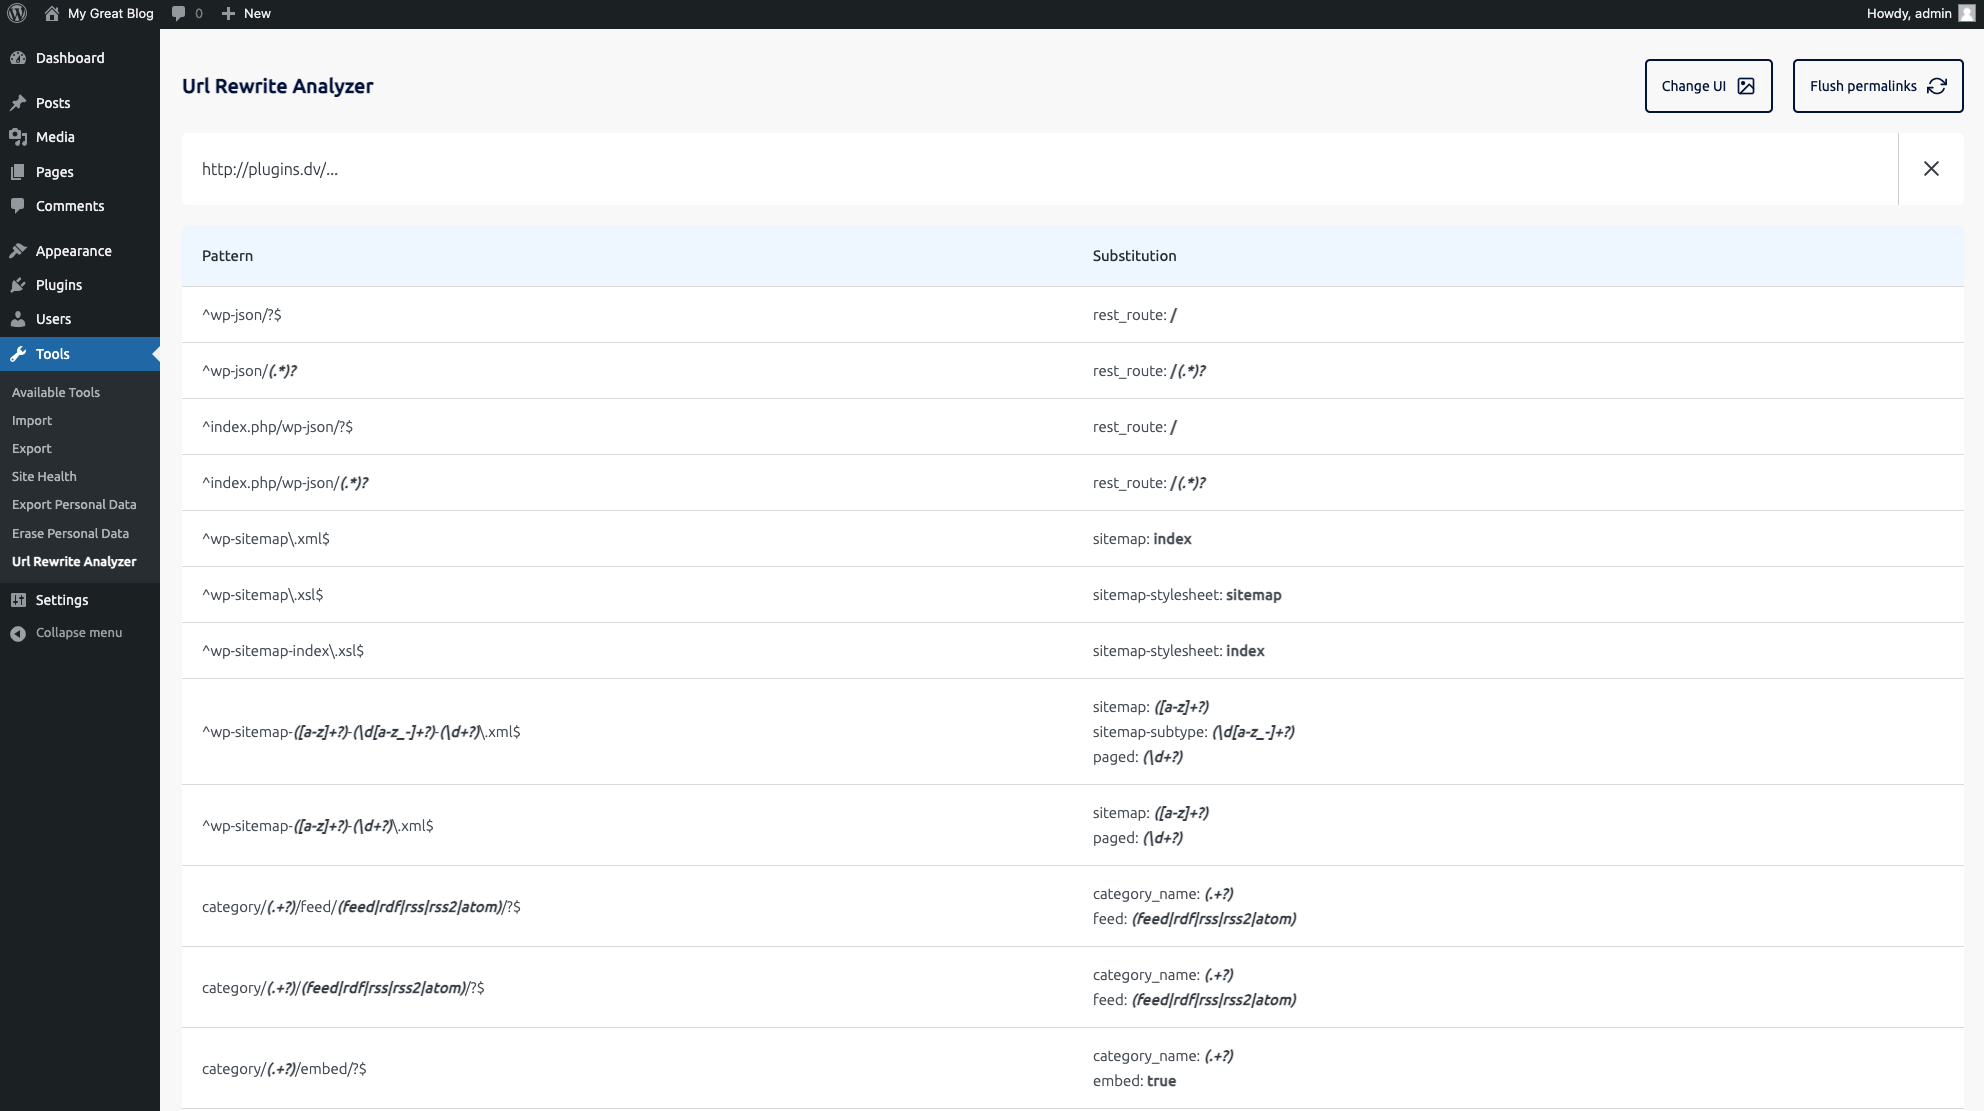 My Great Blog
0
New
Howdy, admin
Dashboard
Posts
Media
Pages
Comments
Appearance
Plugins
Users
Tools
Available Tools
Import
Export
Site Health
Export Personal Data
Erase Personal Data
Url Rewrite Analyzer
Settings
Collapse menu
Url Rewrite Analyzer
Change UI
Flush permalinks
http://plugins.dv/...
Pattern Substitution
^wp-json/?$ rest_route: /
^wp-json/(.*)? rest_route: /(.*)?
^index.php/wp-json/?$ rest_route: /
^index.php/wp-json/(.*)? rest_route: /(.*)?
^wp-sitemap\.xml$ sitemap: index
^wp-sitemap\.xsl$ sitemap-stylesheet: sitemap
^wp-sitemap-index\.xsl$ sitemap-stylesheet: index
^wp-sitemap-([a-z]+?)-(\d[a-z_-]+?)-(\d+?)\.xml$
sitemap: ([a-z]+?)
sitemap-subtype: (\d[a-z_-]+?)
paged: (\d+?)
^wp-sitemap-([a-z]+?)-(\d+?)\.xml$
sitemap: ([a-z]+?)
paged: (\d+?)
category/(.+?)/feed/(feed|rdf|rss|rss2|atom)/?$
category_name: (.+?)
feed: (feed|rdf|rss|rss2|atom)
category/(.+?)/(feed|rdf|rss|rss2|atom)/?$
category_name: (.+?)
feed: (feed|rdf|rss|rss2|atom)
category/(.+?)/embed/?$
category_name: (.+?)
embed: true